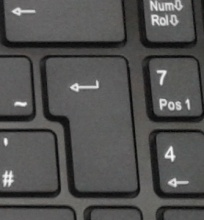 ← Num⇩
Rol⇩
↵ 7
~ Pos 1
' 4
# ←